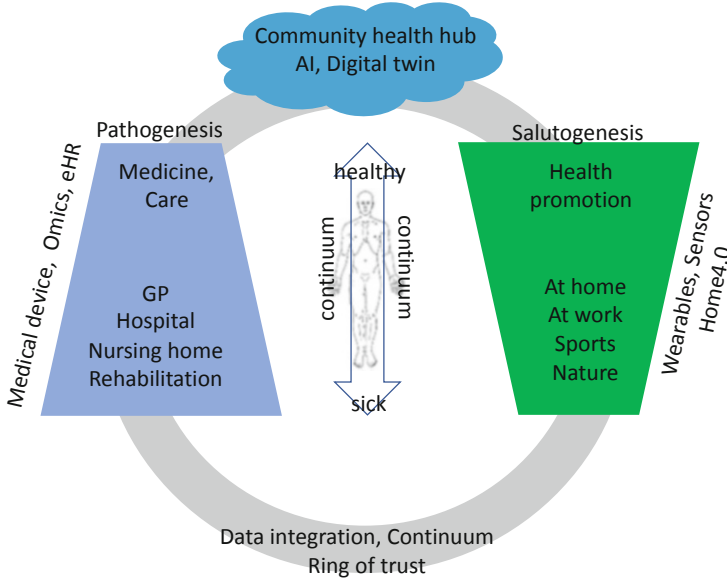 Community health hub
AI, Digital twin
Pathogenesis
Salutogenesis
Medicine,
Care
healthy
Health
promotion
Medical device, Omics, eHR
continuum
continuum
Wearables, Sensors
Home4.0
GP
Hospital
Nursing home
Rehabilitation
At home
At work
Sports
Nature
sick
Data integration, Continuum
Ring of trust